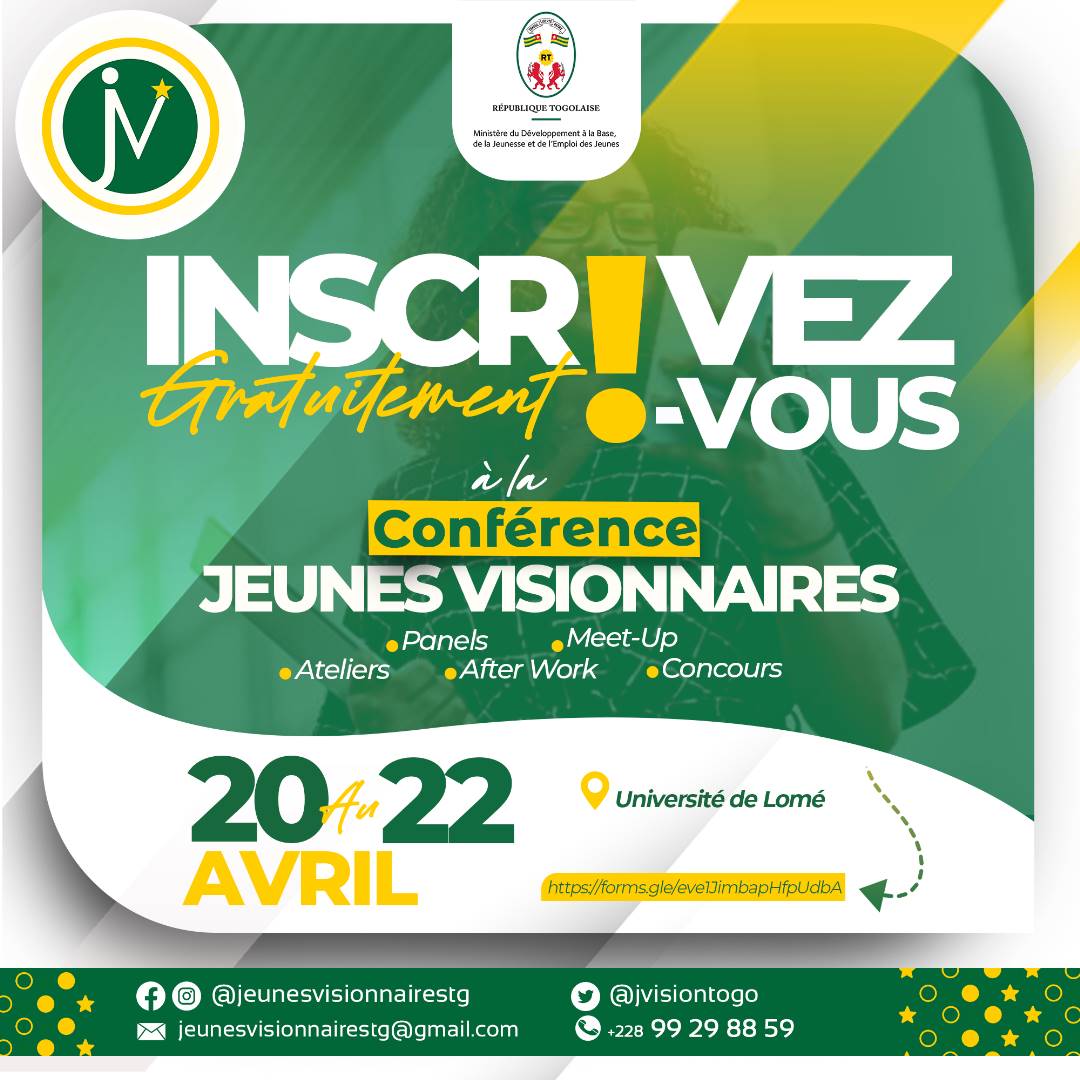 jv
RT
RÉPUBLIQUE TOGOLAISE
Ministère du Développement à la Base,
de la Jeunesse et de l'Emploi des Jeunes
INSCR!VEZ
Gratuitement
-VOUS
à la
Conférence
JEUNES VISIONNAIRES
Panels
Meet-Up
Ateliers
After Work
Concours
20 Au 22
AVRIL
Université de Lomé
https://forms.gle/eve1JimbapHfpUdbA
@jeunesvisionnairestg
@jvisiontogo
jeunesvisionnairestg@gmail.com
+228 99 29 88 59